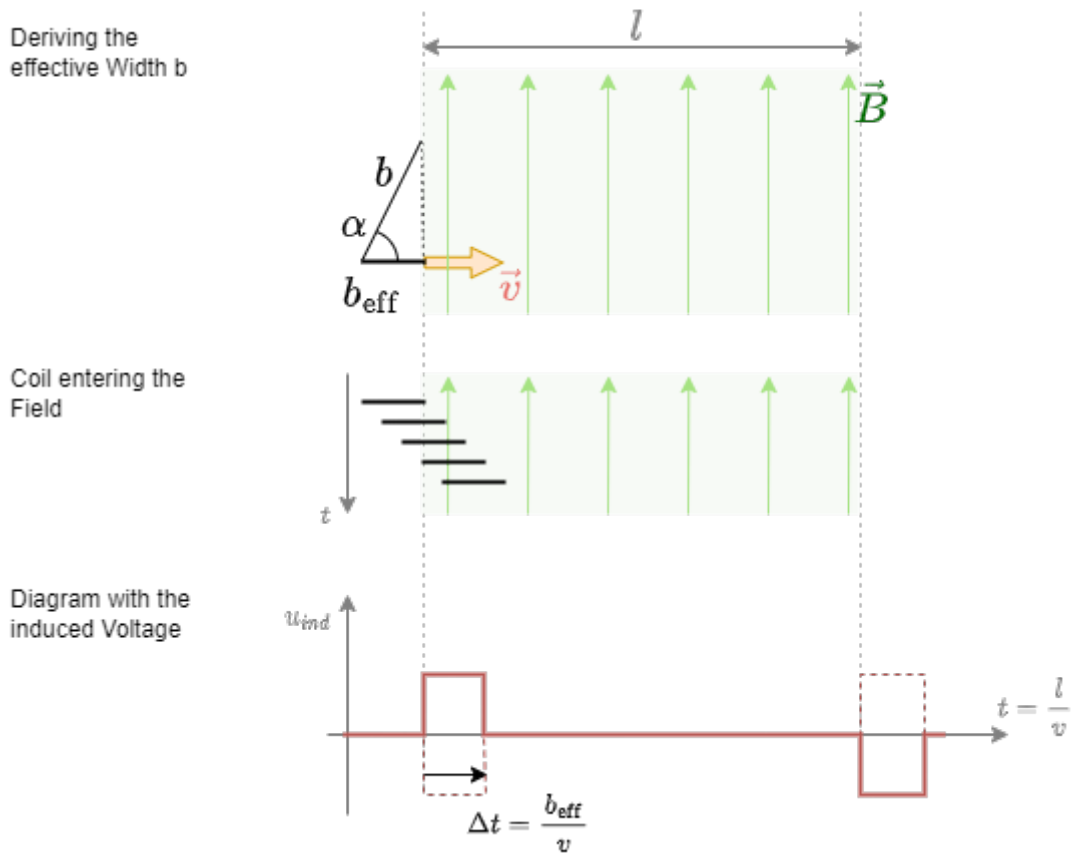 Deriving the
effective Width b
l
B⃗
b
α
b_eff
v⃗
Coil entering the
Field
t
Diagram with the
induced Voltage
u_ind
t = l/v
Δt = b_eff/v